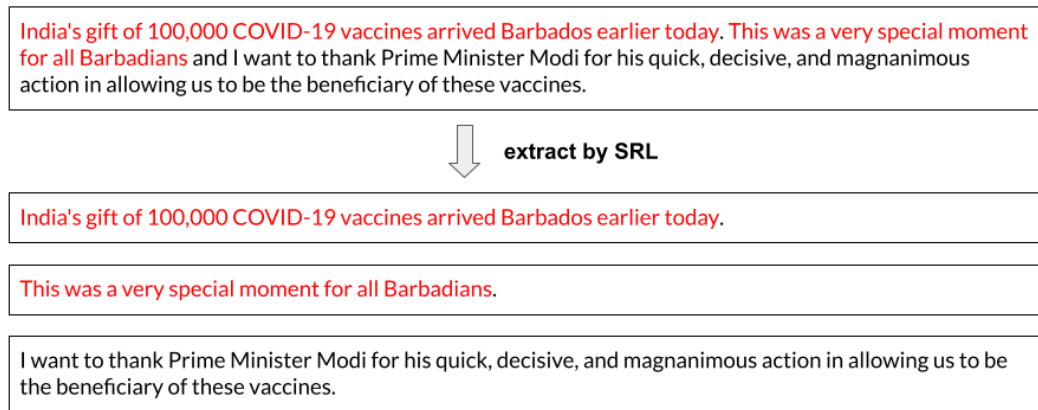 India's gift of 100,000 COVID-19 vaccines arrived Barbados earlier today. This was a very special moment
for all Barbadians and I want to thank Prime Minister Modi for his quick, decisive, and magnanimous
action in allowing us to be the beneficiary of these vaccines.
extract by SRL
India's gift of 100,000 COVID-19 vaccines arrived Barbados earlier today.
This was a very special moment for all Barbadians.
I want to thank Prime Minister Modi for his quick, decisive, and magnanimous action in allowing us to be
the beneficiary of these vaccines.